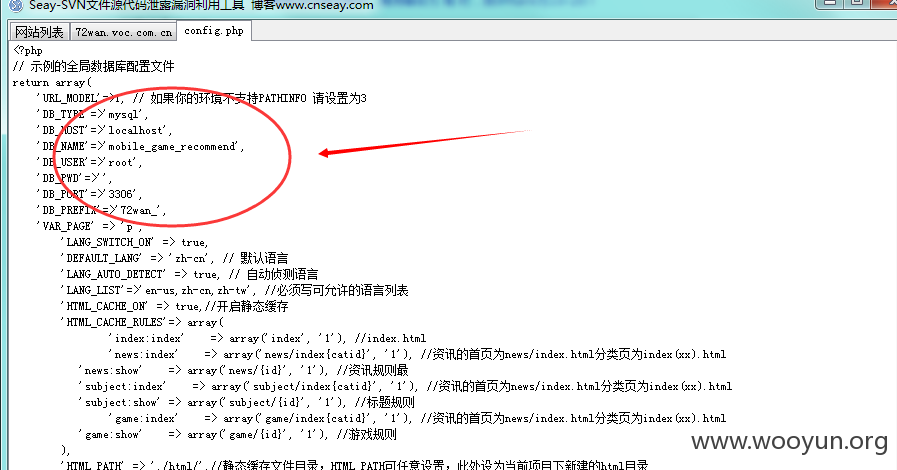 Seay-SVN文件源代码泄露漏洞利用工具 博客www.cnseay.com
网站列表 72wan.voc.com.cn config.php
<?php
// 示例的全局数据库配置文件
return array(
'URL_MODEL'=>1, // 如果你的环境不支持PATHINFO 请设置为3
'DB_TYPE'=>'mysql',
'DB_HOST'=>'localhost',
'DB_NAME'=>'mobile_game_recommend',
'DB_USER'=>'root',
'DB_PWD'=>'',
'DB_PORT'=>'3306',
'DB_PREFIX'=>'72wan_',
'VAR_PAGE' => 'p',
'LANG_SWITCH_ON' => true,
'DEFAULT_LANG' => 'zh-cn', // 默认语言
'LANG_AUTO_DETECT' => true, // 自动侦测语言
'LANG_LIST'=>'en-us,zh-cn,zh-tw', //必须写可允许的语言列表
'HTML_CACHE_ON' => true,//开启静态缓存
'HTML_CACHE_RULES'=> array(
'index:index' => array('index', '1'), //index.html
'news:index' => array('news/index{catid}', '1'), //资讯的首页为news/index.html分类页为index(xx).html
'news:show' => array('news/{id}', '1'), //资讯规则最
'subject:index' => array('subject/index{catid}', '1'), //资讯的首页为news/index.html分类页为index(xx).html
'subject:show' => array('subject/{id}', '1'), //标题规则
'game:index' => array('game/index{catid}', '1'), //资讯的首页为news/index.html分类页为index(xx).html
'game:show' => array('game/{id}', '1'), //游戏规则
),
'HTML_PATH' => './html/',//静态缓存文件目录，HTML_PATH可任意设置，此处设为当前项目下新建的html目录
www.wooyun.org